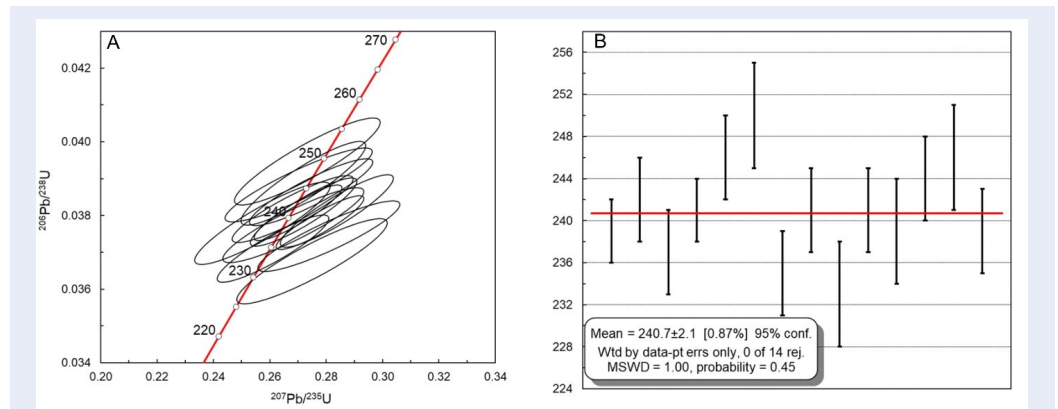 A
270
0.042
260
0.040
250
²⁰⁶Pb/²³⁸U
0.038
240
230
0.036
220
0.034
0.20 0.22 0.24 0.26 0.28 0.30 0.32 0.34
²⁰⁷Pb/²³⁵U
B
256
252
248
244
240
236
232
228
224
Mean = 240.7±2.1 [0.87%] 95% conf.
Wtd by data-pt errs only, 0 of 14 rej.
MSWD = 1.00, probability = 0.45